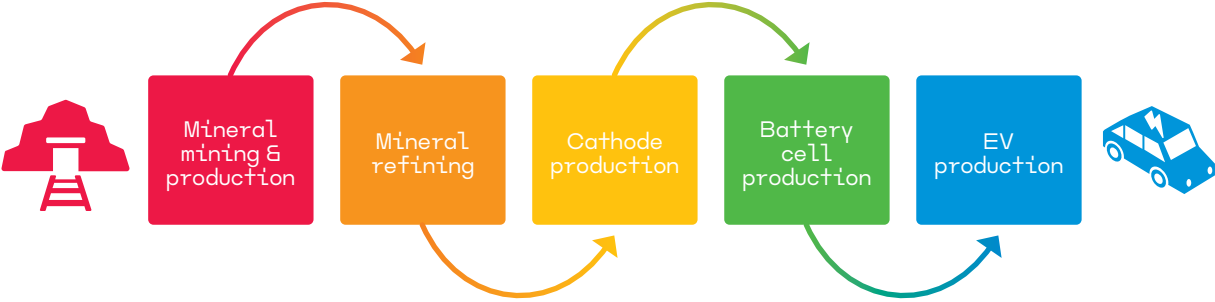 Mineral
mining &
production
Mineral
refining
Cathode
production
Battery
cell
production
EV
production